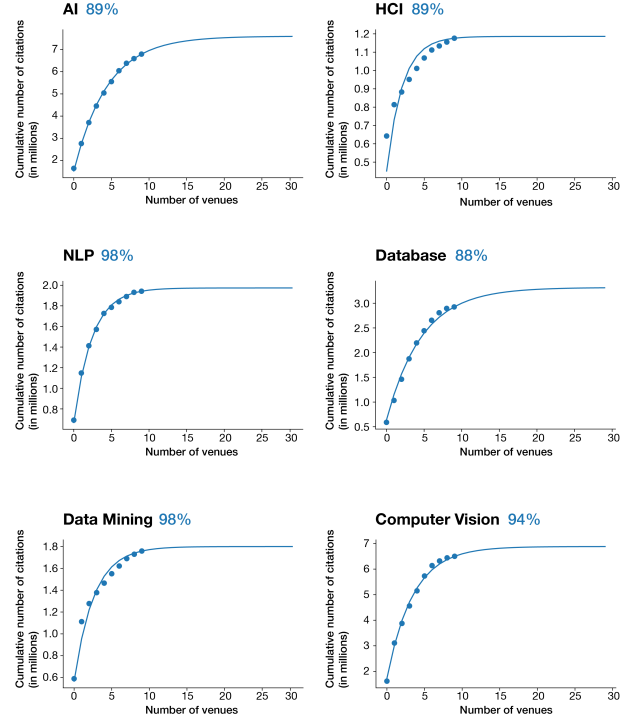 AI 89%
Cumulative number of citations
(in millions)
7
6
5
4
3
2
0 5 10 15 20 25 30
Number of venues
HCI 89%
Cumulative number of citations
(in millions)
1.2
1.1
1.0
0.9
0.8
0.7
0.6
0.5
0 5 10 15 20 25 30
Number of venues
NLP 98%
Cumulative number of citations
(in millions)
2.0
1.8
1.6
1.4
1.2
1.0
0.8
0 5 10 15 20 25 30
Number of venues
Database 88%
Cumulative number of citations
(in millions)
3.0
2.5
2.0
1.5
1.0
0.5
0 5 10 15 20 25 30
Number of venues
Data Mining 98%
Cumulative number of citations
(in millions)
1.8
1.6
1.4
1.2
1.0
0.8
0.6
0 5 10 15 20 25 30
Number of venues
Computer Vision 94%
Cumulative number of citations
(in millions)
7
6
5
4
3
2
0 5 10 15 20 25 30
Number of venues